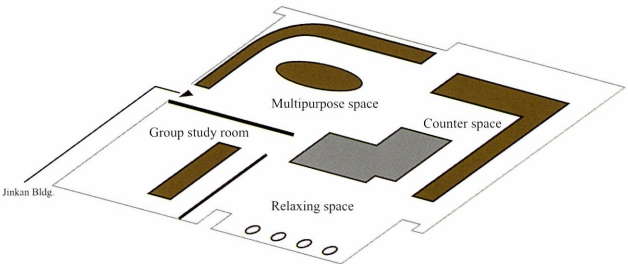 Multipurpose space
Counter space
Group study room
Jinkan Bldg.
Relaxing space